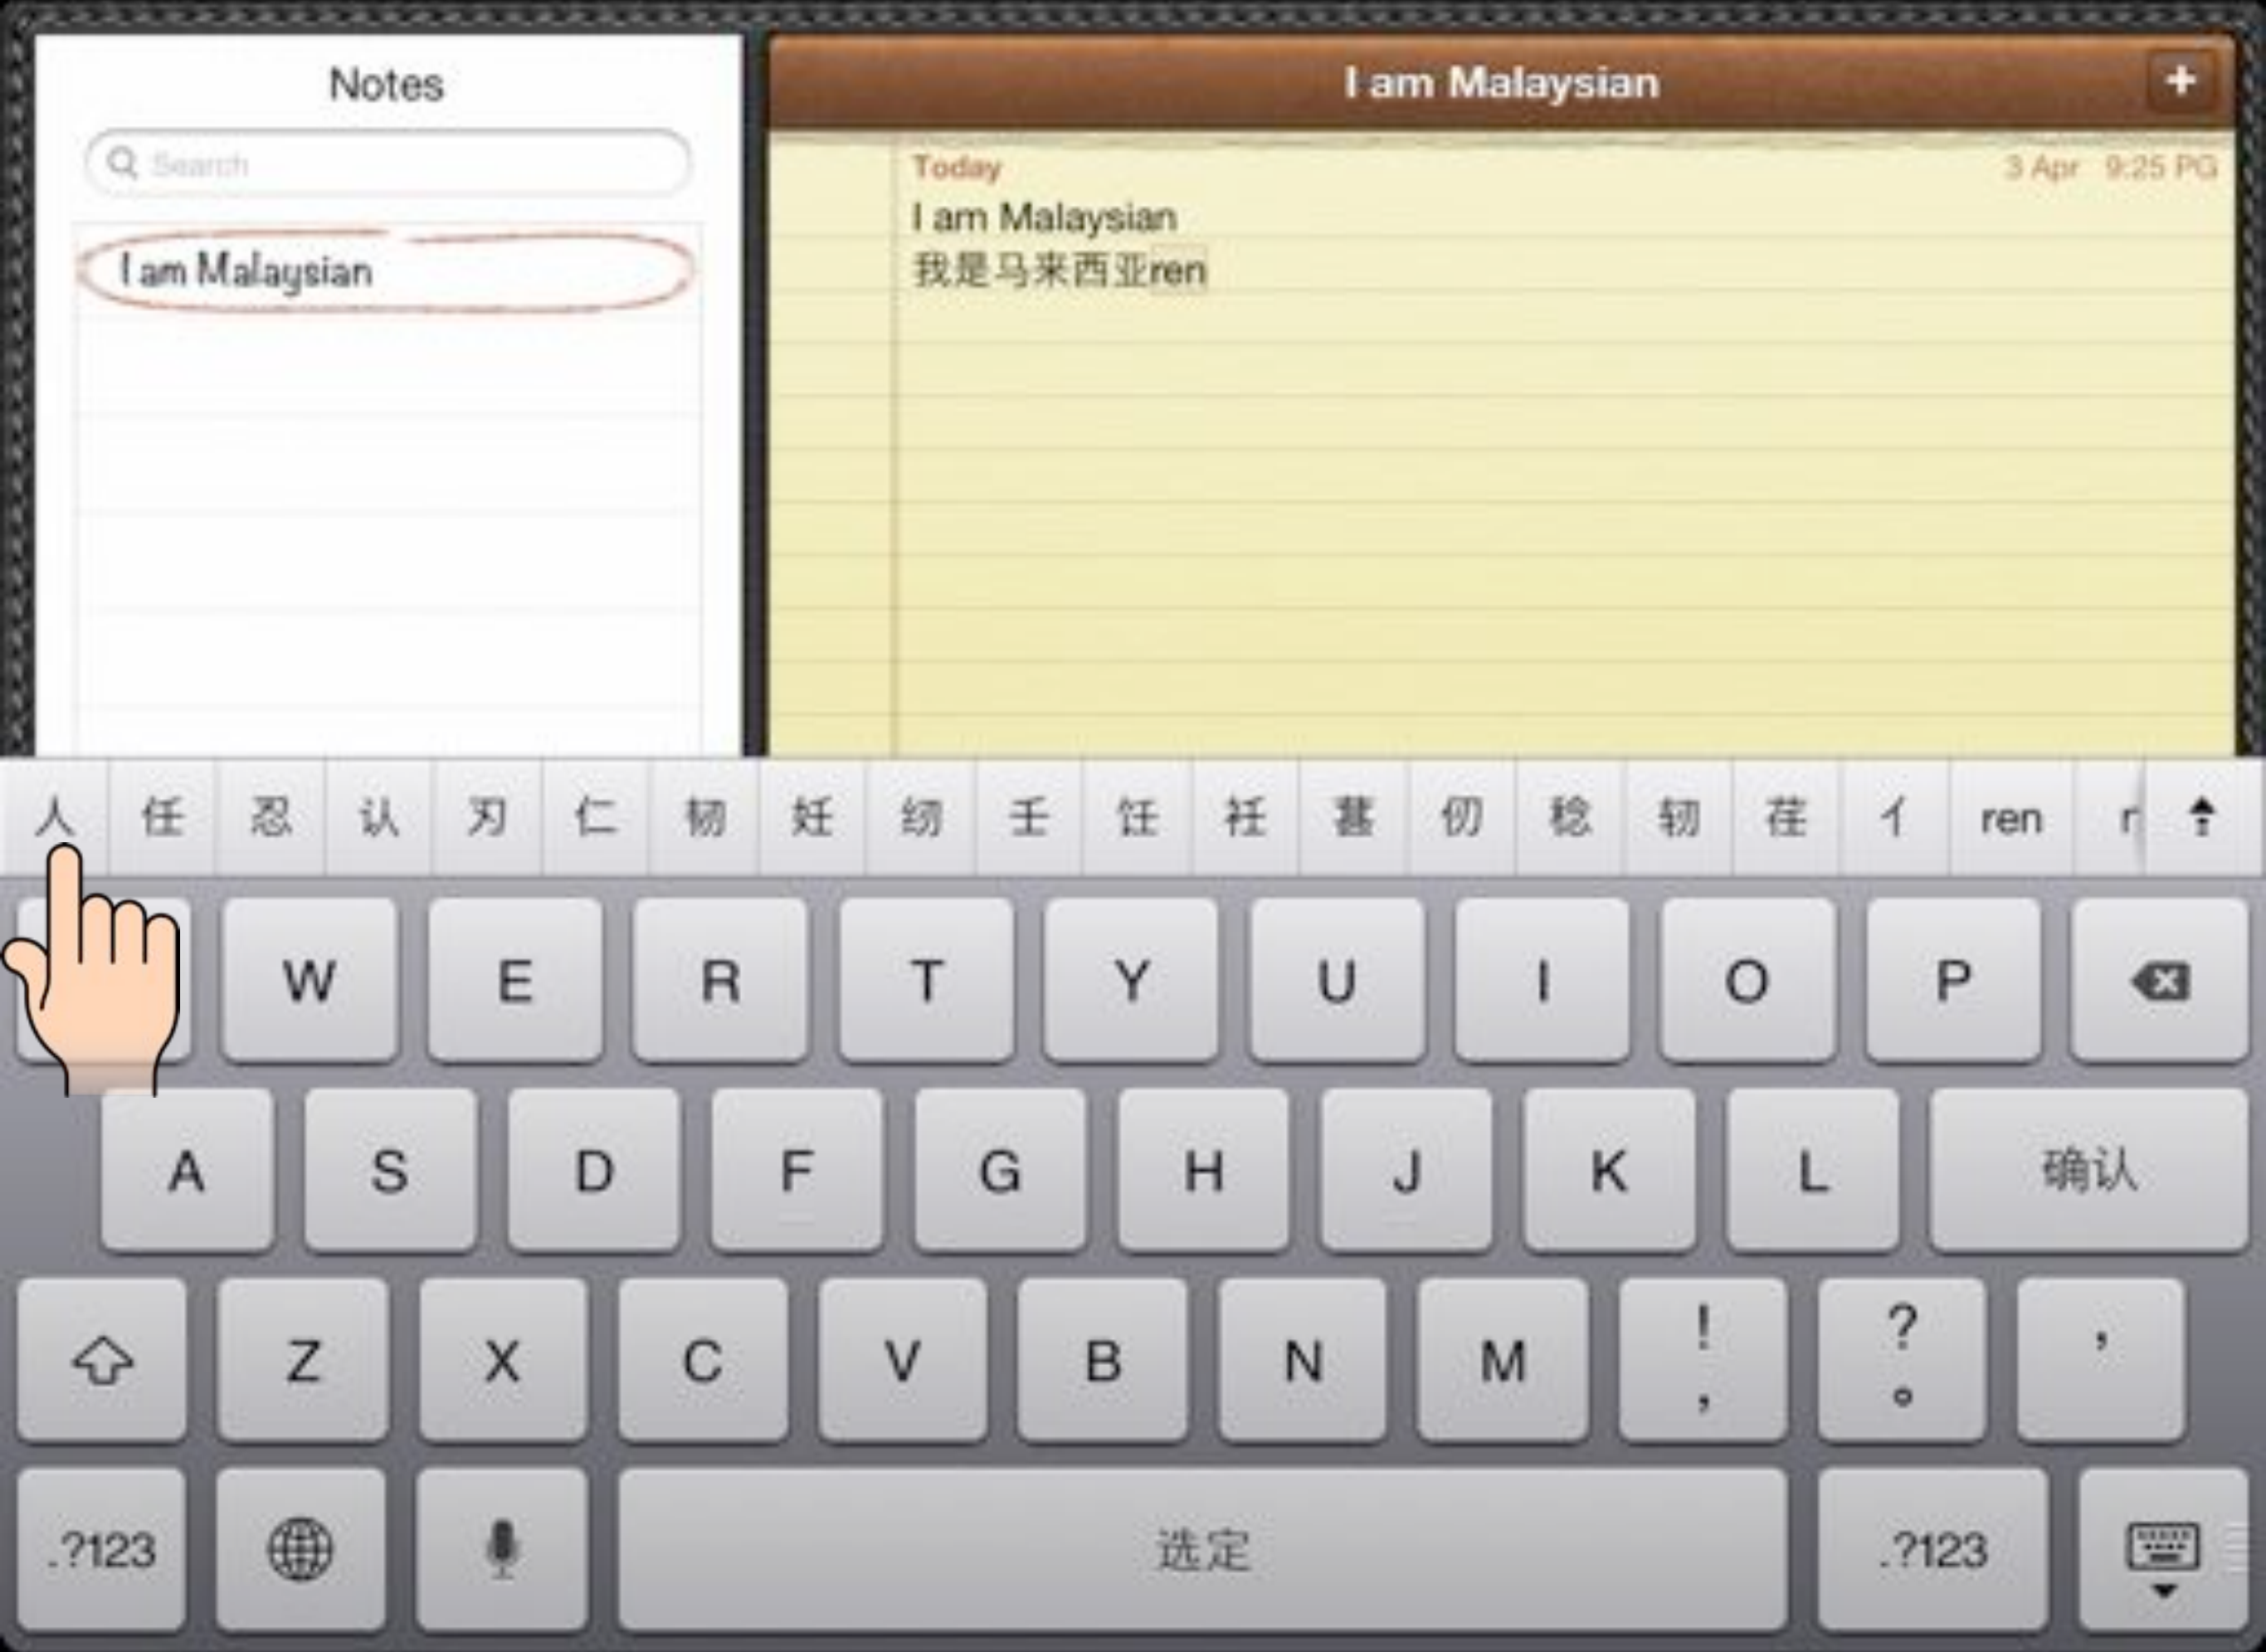 Notes
Search
I am Malaysian
I am Malaysian
Today 3 Apr 9:25 PG
I am Malaysian
我是马来西亚ren
人 任 忍 认 刃 仁 韧 妊 纫 壬 饪 衽 葚 仞 稔 轫 荏 亻 ren r
W E R T Y U I O P
A S D F G H J K L 确认
Z X C V B N M ! , ? 。 ’
.?123 选定 .?123